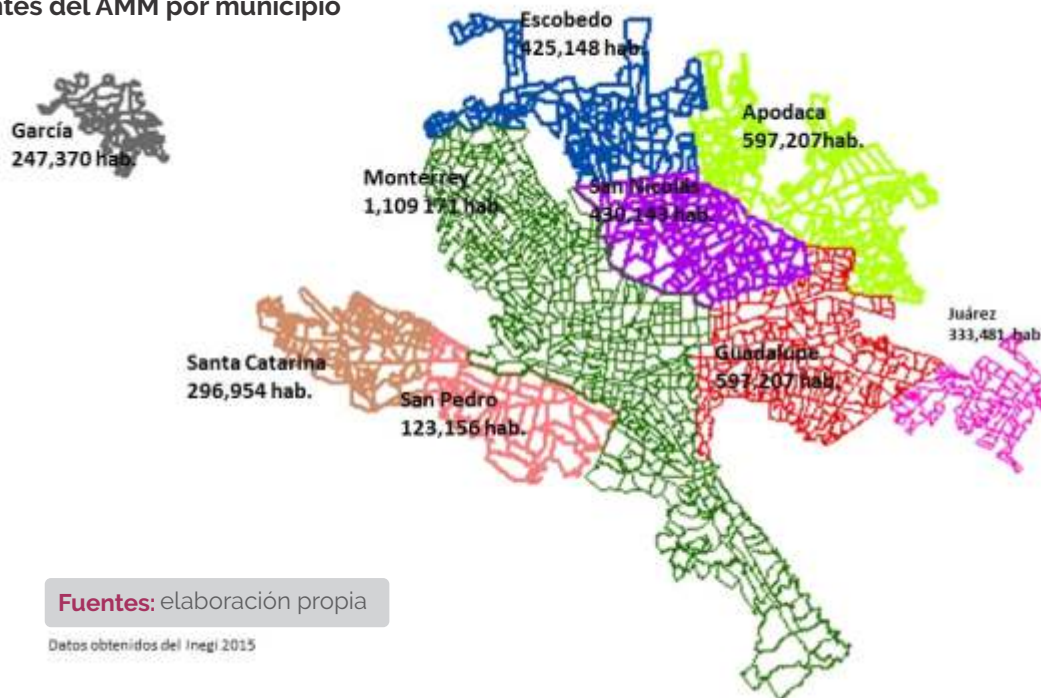 ntes del AMM por municipio
Escobedo
425,148 hab.
García
247,370 hab.
Apodaca
597,207hab.
Monterrey
1,109 171 hab.
San Nicolás
430,143 hab.
Juárez
333,481 hab
Santa Catarina
296,954 hab.
Guadalupe
597,207 hab.
San Pedro
123,156 hab.
Fuentes: elaboración propia
Datos obtenidos del Inegi 2015